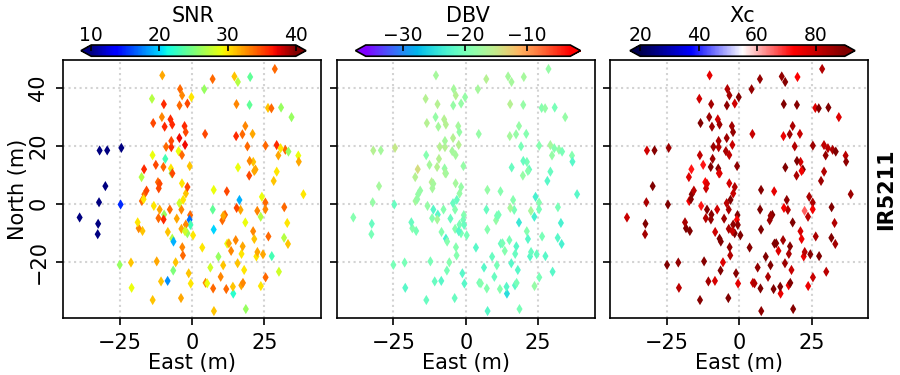 SNR DBV Xc
10 20 30 40 −30 −20 −10 20 40 60 80
40
20
0
−20
North (m)
IR5211
−25 0 25 −25 0 25 −25 0 25
East (m) East (m) East (m)